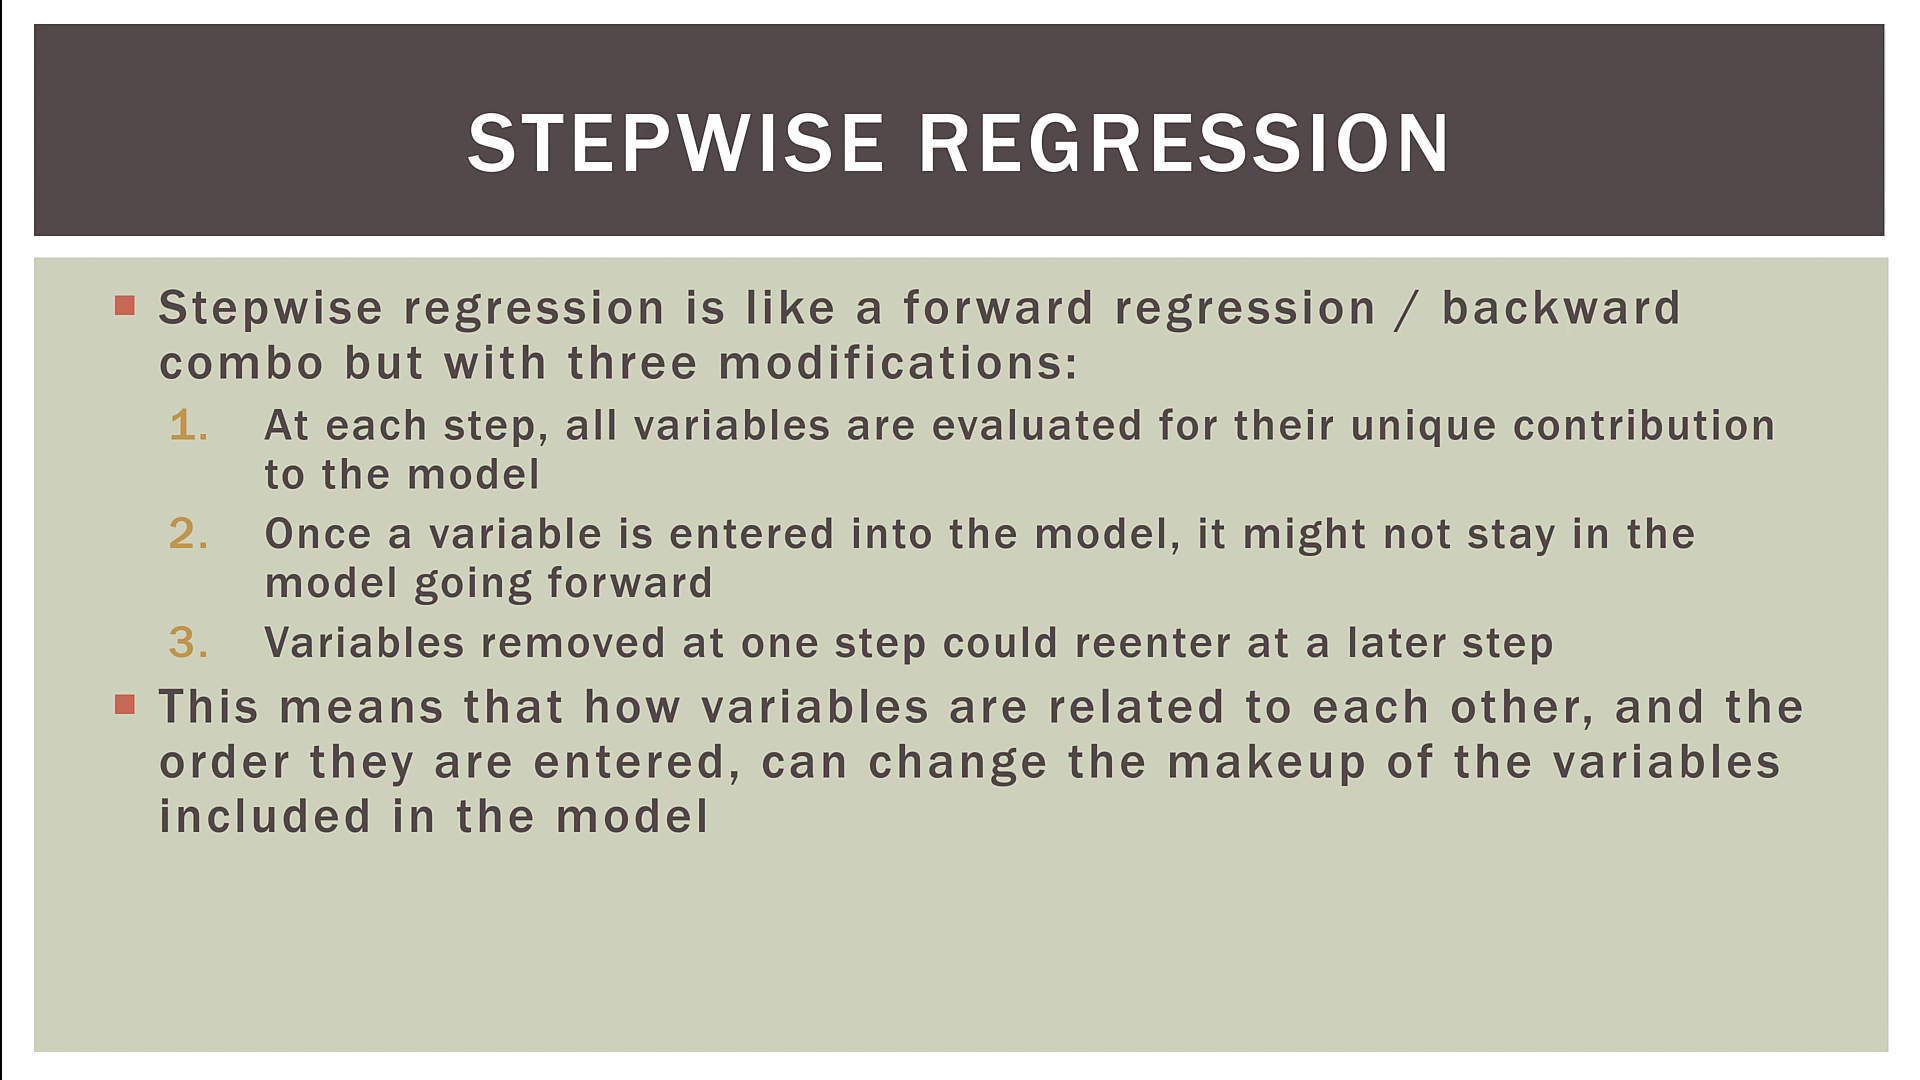 STEPWISE REGRESSION
Stepwise regression is like a forward regression / backward
combo but with three modifications:
1. At each step, all variables are evaluated for their unique contribution
to the model
2. Once a variable is entered into the model, it might not stay in the
model going forward
3. Variables removed at one step could reenter at a later step
This means that how variables are related to each other, and the
order they are entered, can change the makeup of the variables
included in the model